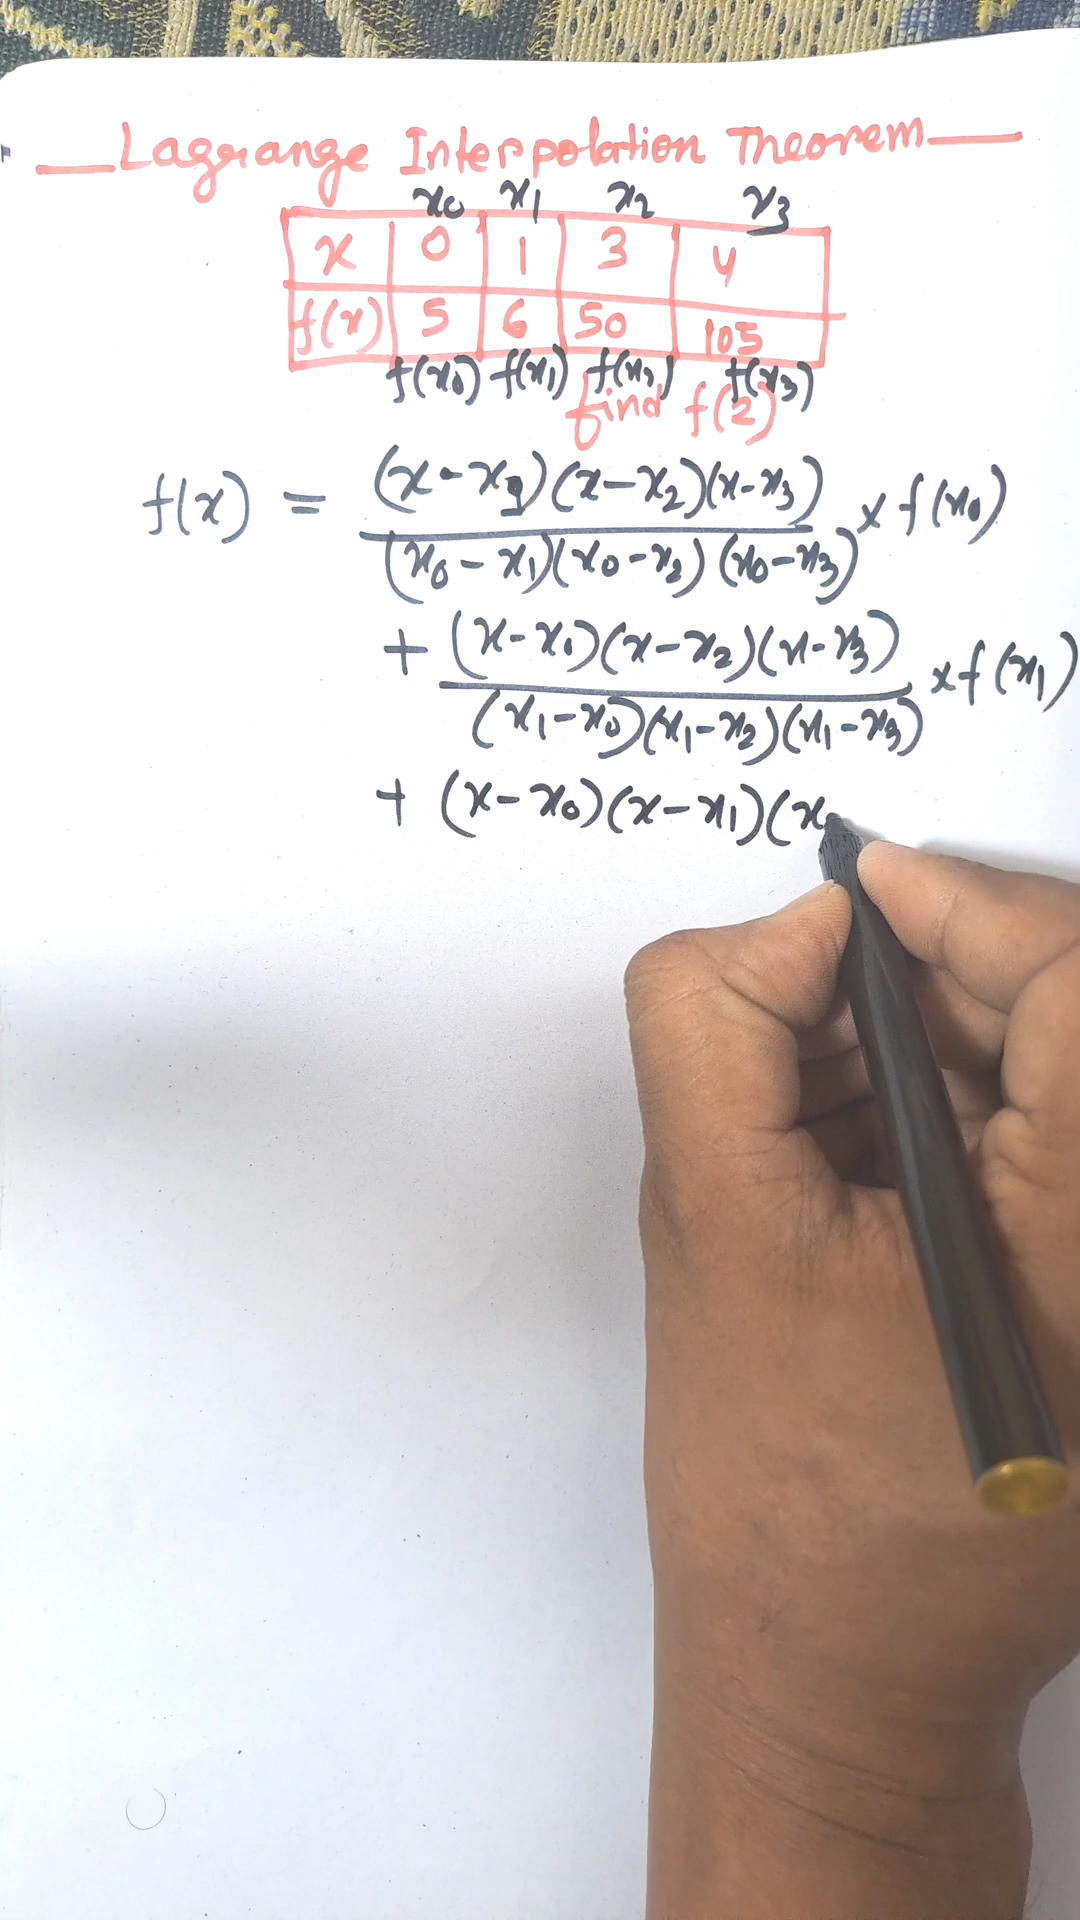 Lagrange Interpolation Theorem
x0 x1 x2 x3
x 0 1 3 4
f(x) 5 6 50 105
f(x0) f(x1) f(x2) f(x3)
find f(2)
f(x) = (x-x1)(x-x2)(x-x3)
(x0-x1)(x0-x2)(x0-x3) x f(x0)
+ (x-x0)(x-x2)(x-x3)
(x1-x0)(x1-x2)(x1-x3) x f(x1)
+ (x-x0)(x-x1)(x